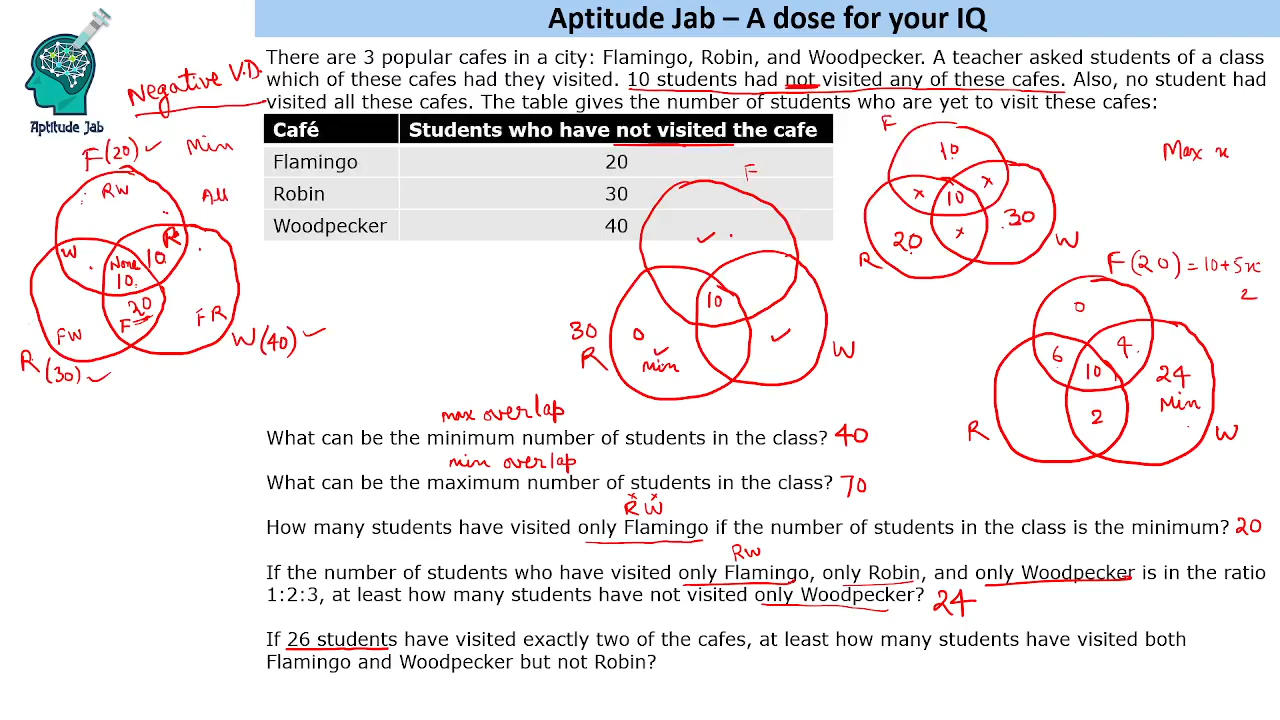 Aptitude Jab – A dose for your IQ
Aptitude Jab
Negative V.D.
There are 3 popular cafes in a city: Flamingo, Robin, and Woodpecker. A teacher asked students of a class
which of these cafes had they visited. 10 students had not visited any of these cafes. Also, no student had
visited all these cafes. The table gives the number of students who are yet to visit these cafes:
Café Students who have not visited the cafe
Flamingo 20
Robin 30
Woodpecker 40
F(20) Min
RW All
W None 10 R 10
20
FW F FR
R (30) W(40)
F
10
30 0
R min W
F
10 Max x
x 10 x
20 x 30
R W
F(20) = 10+5x
2
0
6 4
10 24
Min
2
R W
max overlap
What can be the minimum number of students in the class? 40
min overlap
What can be the maximum number of students in the class? 70
x x
R W
How many students have visited only Flamingo if the number of students in the class is the minimum? 20
RW
If the number of students who have visited only Flamingo, only Robin, and only Woodpecker is in the ratio
1:2:3, at least how many students have not visited only Woodpecker? 24
If 26 students have visited exactly two of the cafes, at least how many students have visited both
Flamingo and Woodpecker but not Robin?